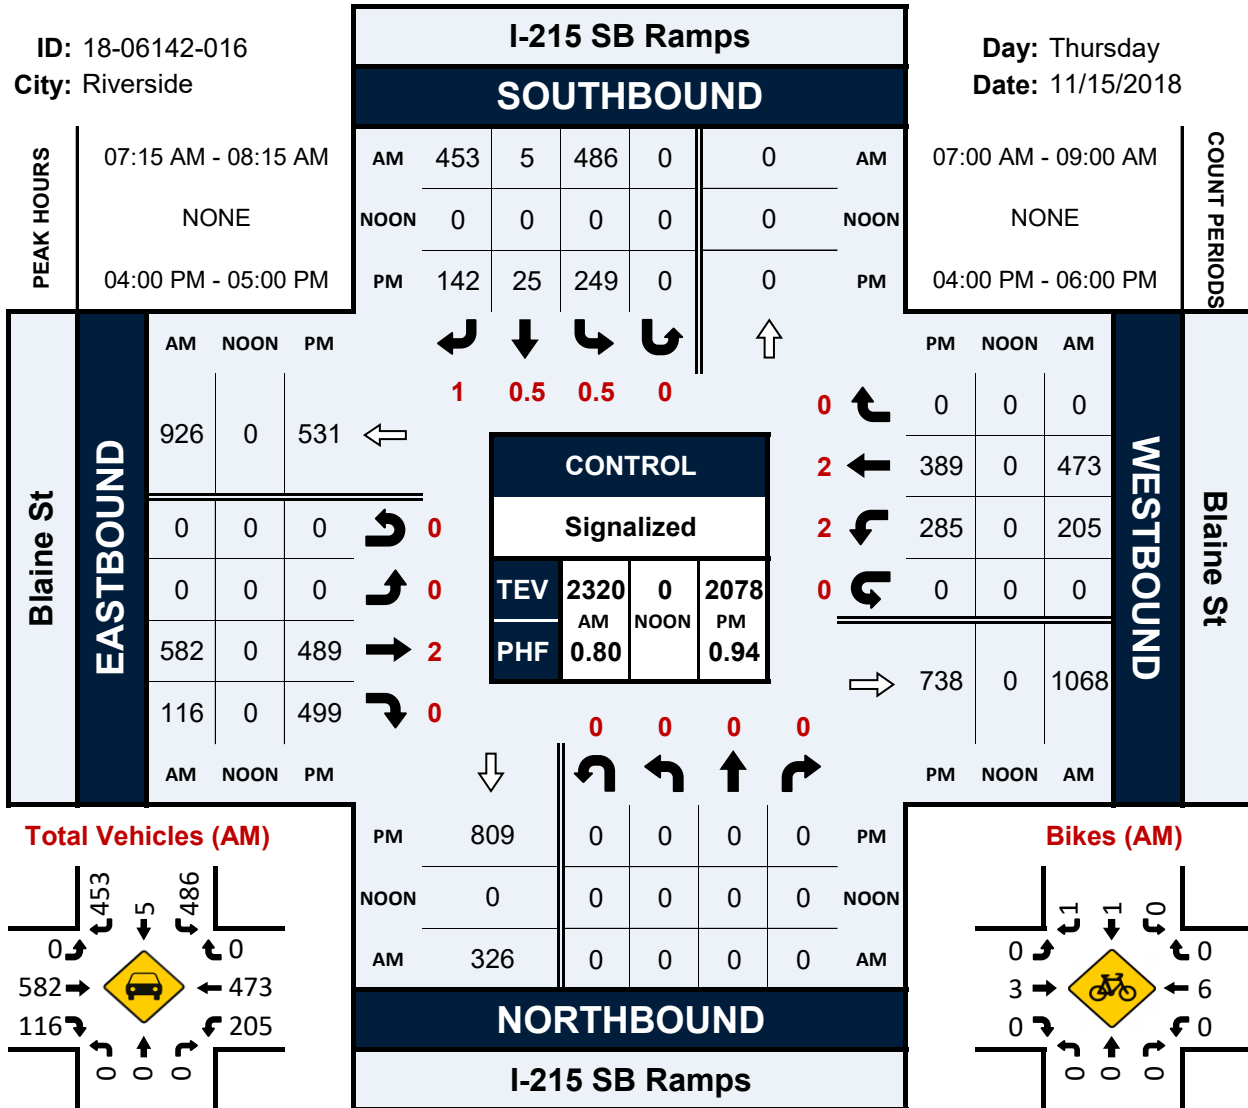 ID: 18-06142-016
City: Riverside
I-215 SB Ramps
SOUTHBOUND
Day: Thursday
Date: 11/15/2018
PEAK HOURS
07:15 AM - 08:15 AM
NONE
04:00 PM - 05:00 PM
AM 453 5 486 0 0 AM
NOON 0 0 0 0 0 NOON
PM 142 25 249 0 0 PM
07:00 AM - 09:00 AM
NONE
04:00 PM - 06:00 PM
COUNT PERIODS
1 0.5 0.5 0
Blaine St
EASTBOUND
AM NOON PM
926 0 531
0 0 0 0
0 0 0 0
582 0 489 2
116 0 499 0
AM NOON PM
CONTROL
Signalized
TEV 2320 0 2078
AM NOON PM
PHF 0.80 0.94
PM NOON AM
0 0 0 0
2 389 0 473
2 285 0 205
0 0 0 0
738 0 1068
PM NOON AM
WESTBOUND
Blaine St
0 0 0 0
PM 809 0 0 0 0 PM
NOON 0 0 0 0 0 NOON
AM 326 0 0 0 0 AM
NORTHBOUND
I-215 SB Ramps
Total Vehicles (AM)
453 5 486
0 0
582 473
116 205
0 0 0
Bikes (AM)
1 1 0
0 0
3 6
0 0
0 0 0